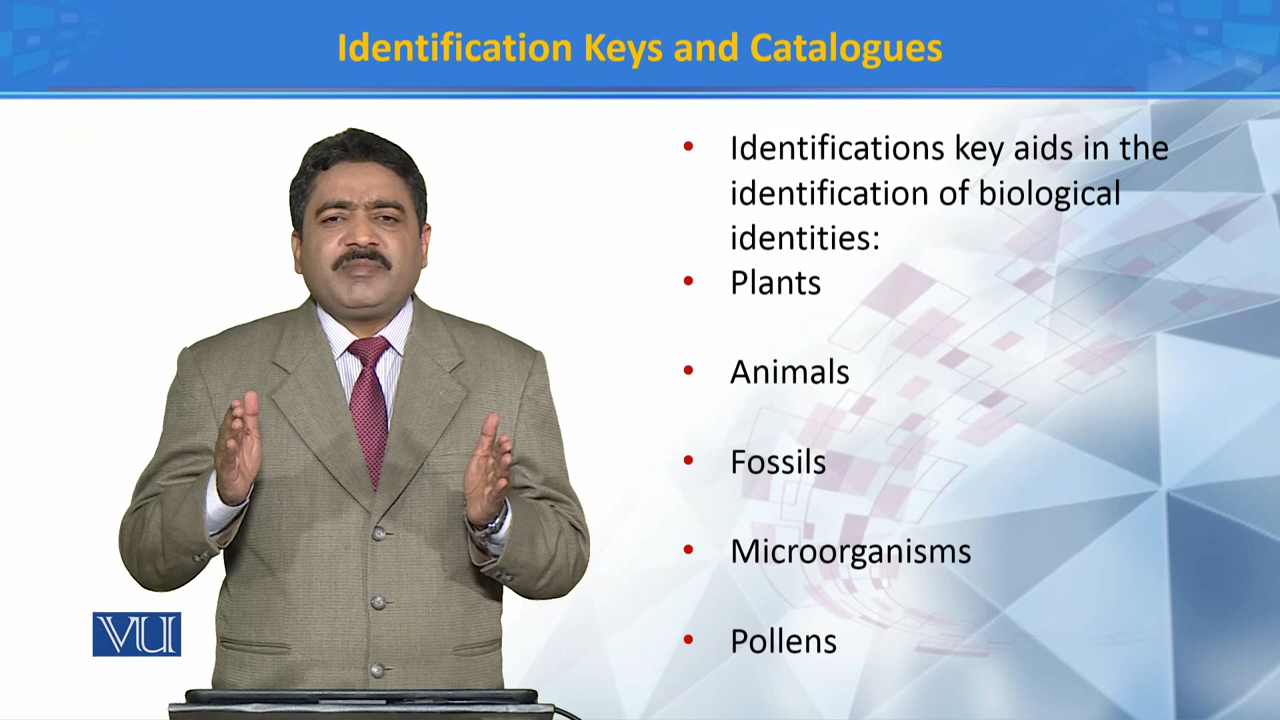 Identification Keys and Catalogues
• Identifications key aids in the
identification of biological
identities:
• Plants
• Animals
• Fossils
• Microorganisms
• Pollens
VU